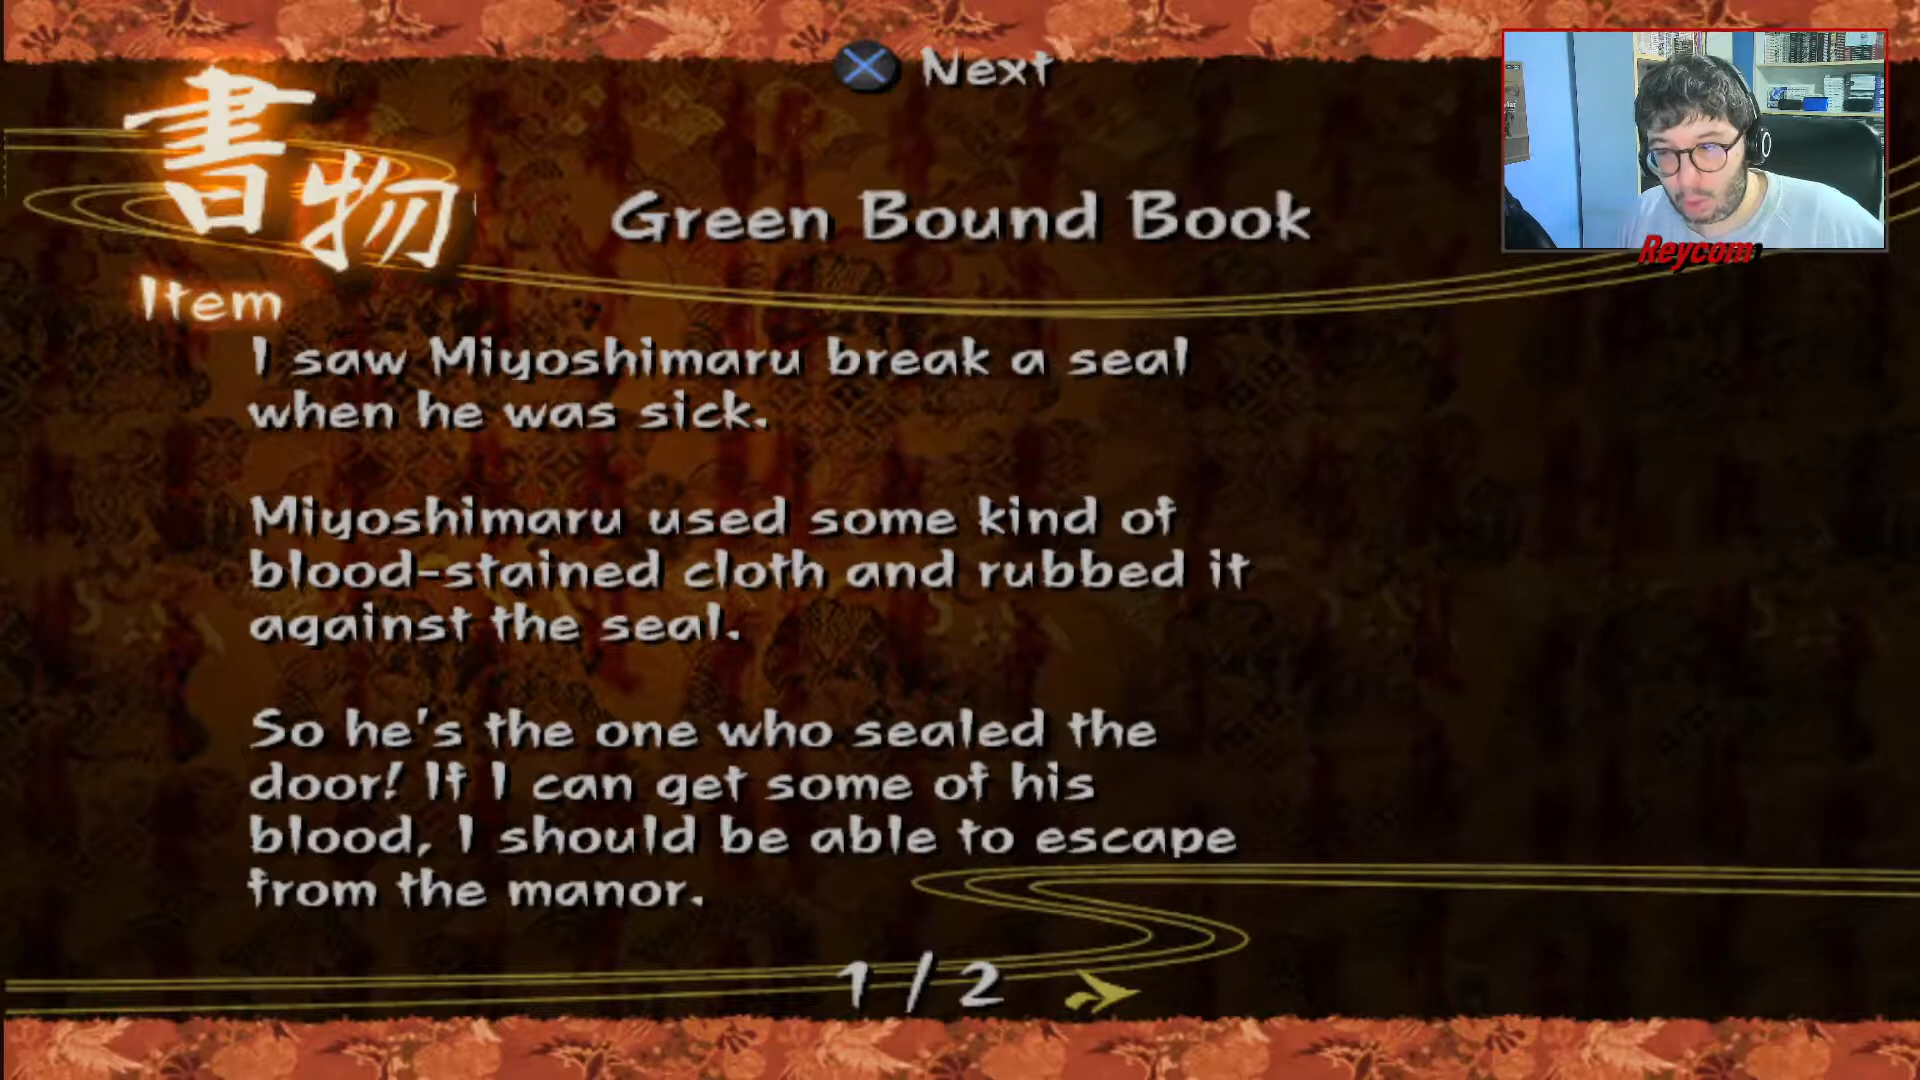 Next
書物
Green Bound Book
Reycom
Item
I saw Miyoshimaru break a seal
when he was sick.
Miyoshimaru used some kind of
blood-stained cloth and rubbed it
against the seal.
So he's the one who sealed the
door! If I can get some of his
blood, I should be able to escape
from the manor.
1 / 2